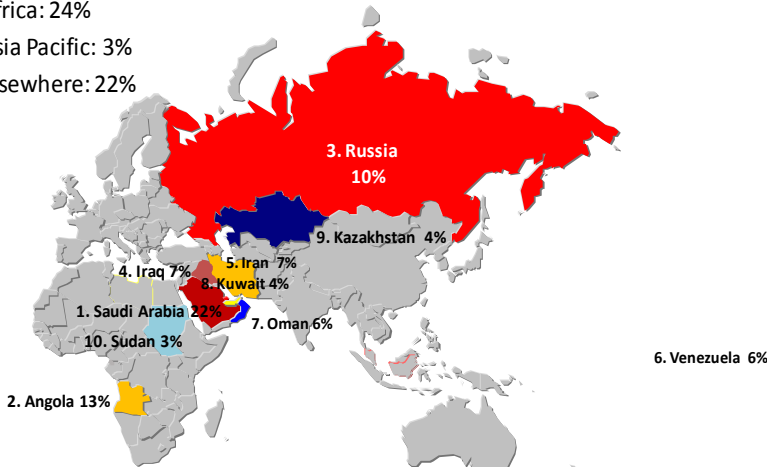 frica: 24%
sia Pacific: 3%
sewhere: 22%
3. Russia
10%
9. Kazakhstan 4%
4. Iraq 7%
5. Iran 7%
8. Kuwait 4%
1. Saudi Arabia 22%
7. Oman 6%
10. Sudan 3%
6. Venezuela 6%
2. Angola 13%